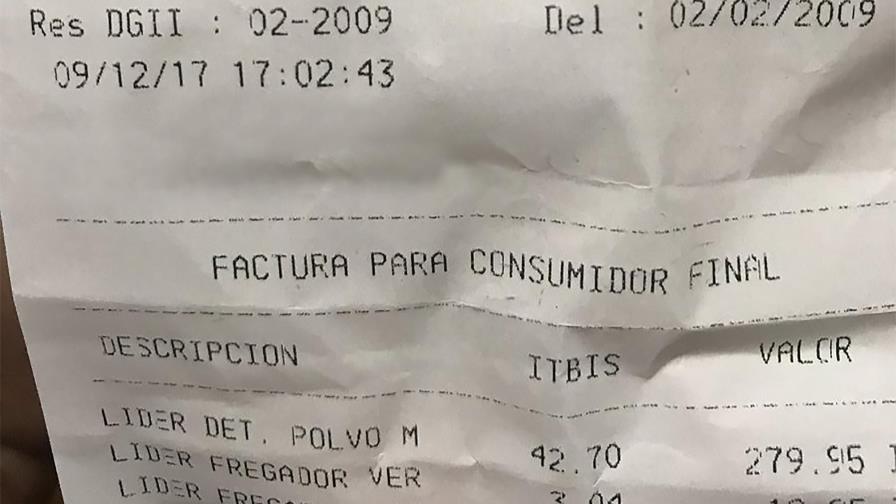 Res DGII : 02-2009 Del : 02/02/2009
09/12/17 17:02:43
FACTURA PARA CONSUMIDOR FINAL
DESCRIPCION ITBIS VALOR
LIDER DET. POLVO M 42.70 279.95
LIDER FREGADOR VER
LIDER